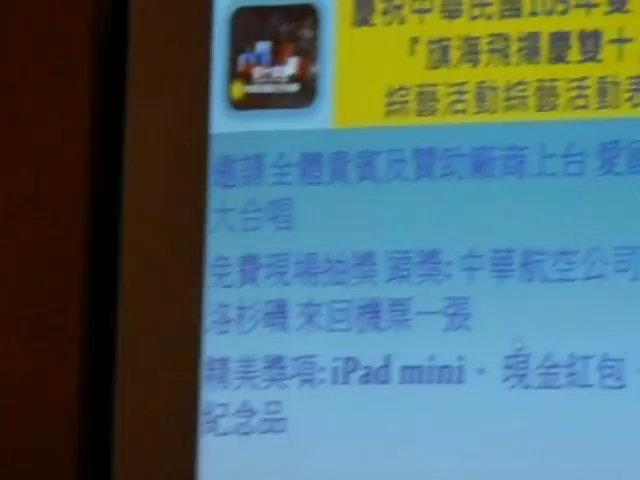 慶祝中華民國105年雙
「旗海飛揚慶雙十
綜藝活動綜藝活動表
邀請全體貴賓及贊助廠商上台 愛國
大合唱
免費現場抽獎 頭獎: 中華航空公司
洛杉磯 來回機票一張
精美獎項: iPad mini、 現金紅包、
紀念品